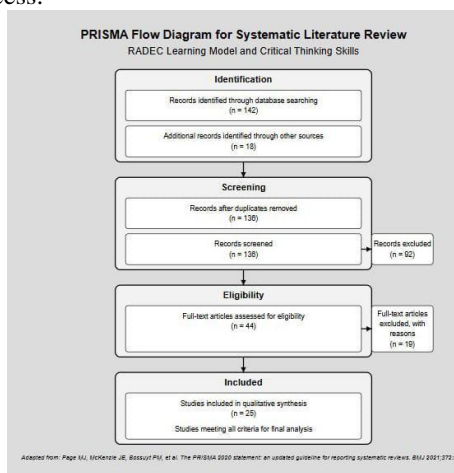 PRISMA Flow Diagram for Systematic Literature Review
RADEC Learning Model and Critical Thinking Skills
Identification
Records identified through database searching
(n = 142)
Additional records identified through other sources
(n = 18)
Screening
Records after duplicates removed
(n = 136)
Records screened
(n = 136)
Records excluded
(n = 92)
Eligibility
Full-text articles assessed for eligibility
(n = 44)
Full-text articles
excluded, with
reasons
(n = 19)
Included
Studies included in qualitative synthesis
(n = 25)
Studies meeting all criteria for final analysis
Adapted from: Page MJ, McKenzie JE, Bossuyt PM, et al. The PRISMA 2020 statement: an updated guideline for reporting systematic reviews. BMJ 2021;372: